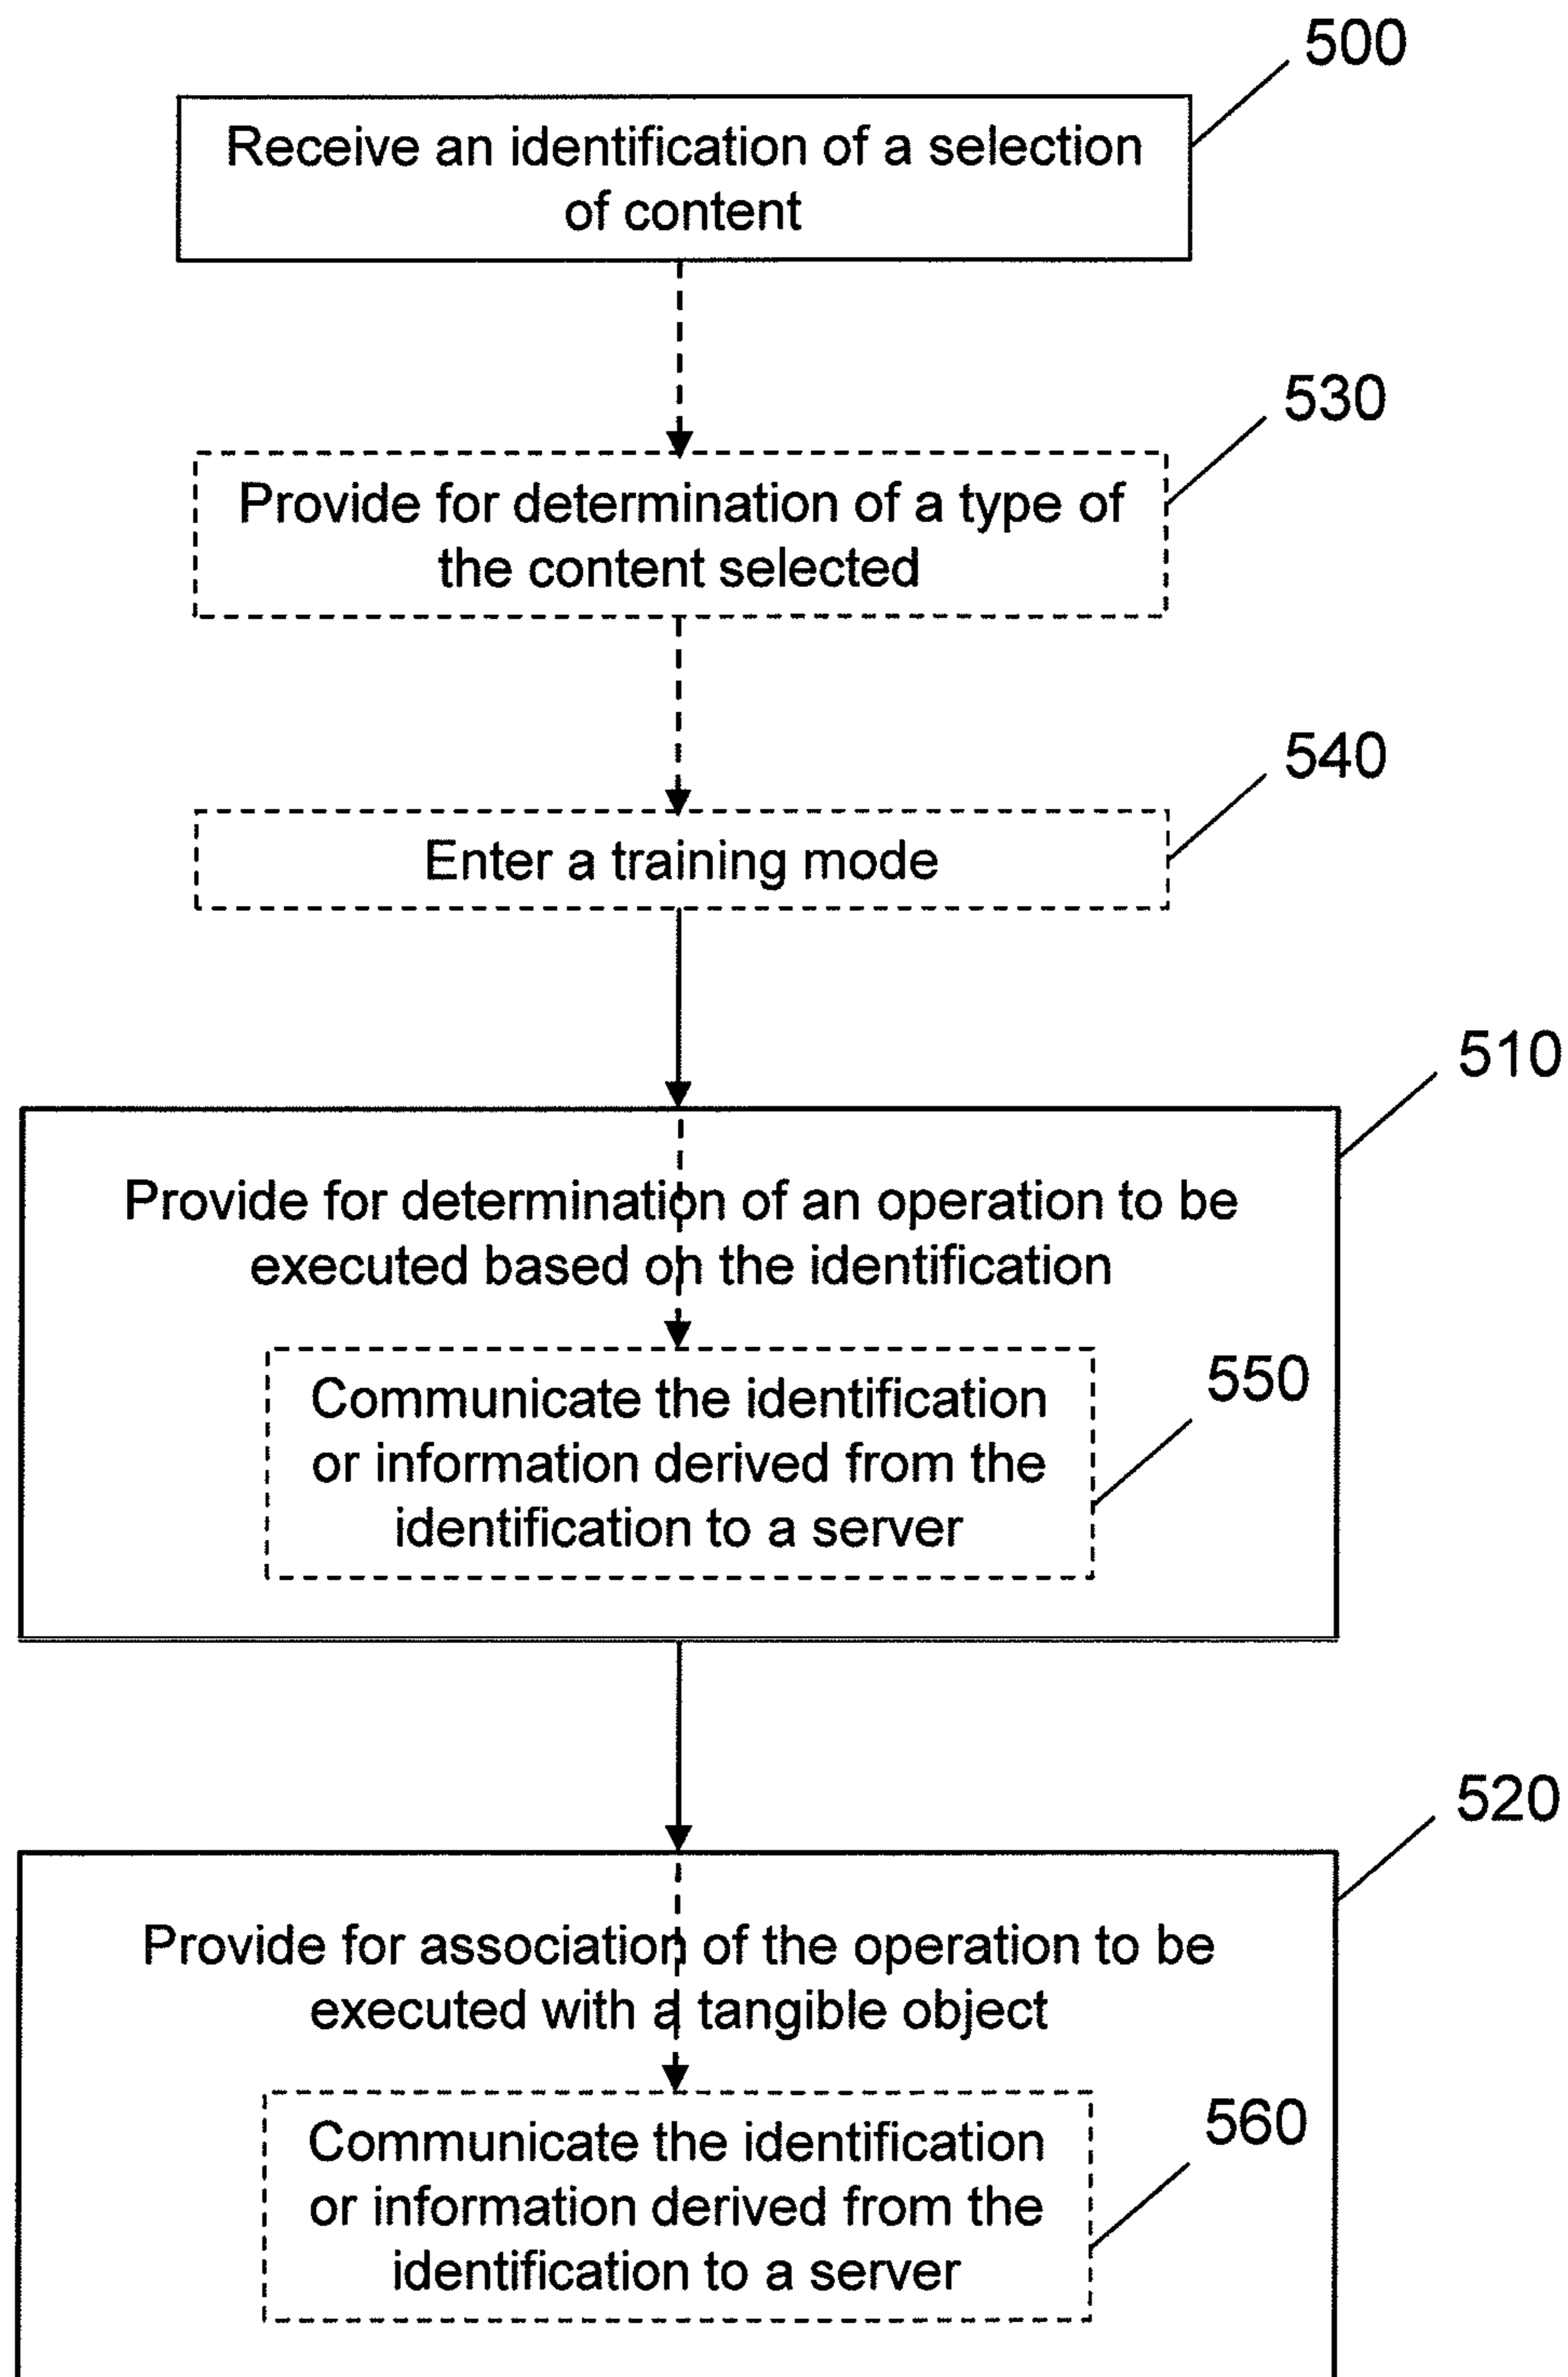 500
Receive an identification of a selection
of content
530
Provide for determination of a type of
the content selected
540
Enter a training mode
510
Provide for determination of an operation to be
executed based on the identification
550
Communicate the identification
or information derived from the
identification to a server
520
Provide for association of the operation to be
executed with a tangible object
560
Communicate the identification
or information derived from the
identification to a server